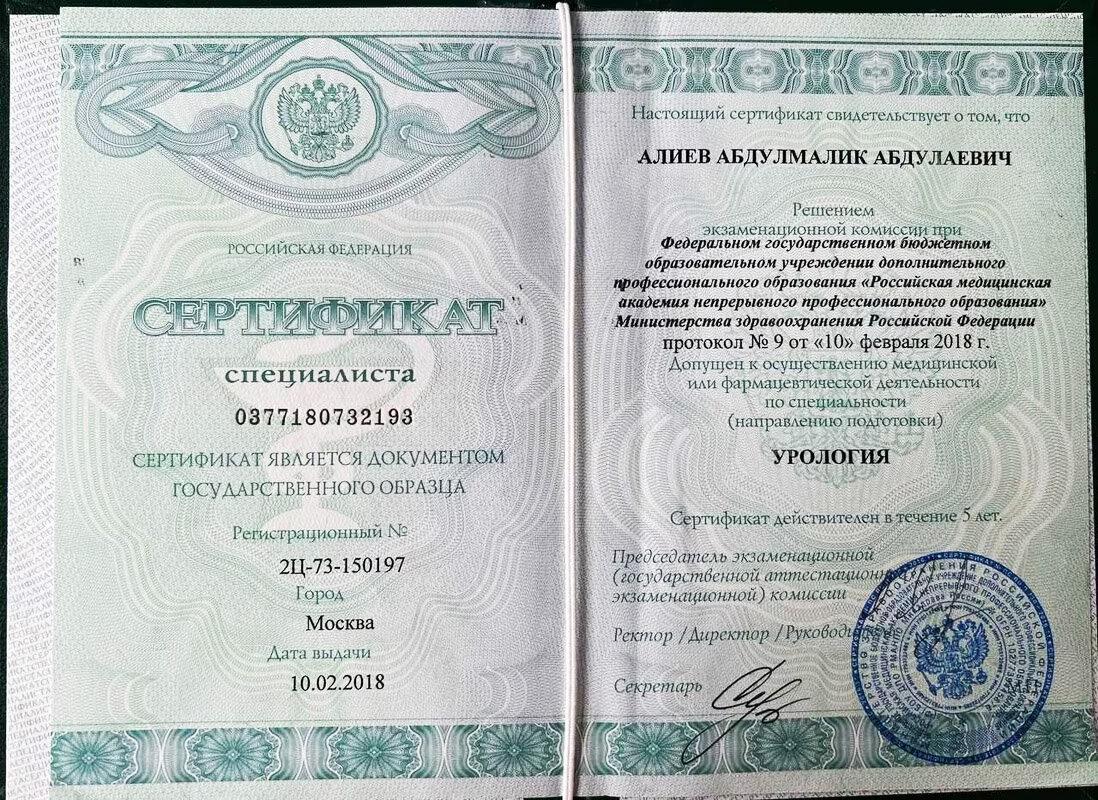 РОССИЙСКАЯ ФЕДЕРАЦИЯ
СЕРТИФИКАТ
специалиста
0377180732193
СЕРТИФИКАТ ЯВЛЯЕТСЯ ДОКУМЕНТОМ
ГОСУДАРСТВЕННОГО ОБРАЗЦА
Регистрационный №
2Ц-73-150197
Город
Москва
Дата выдачи
10.02.2018
Настоящий сертификат свидетельствует о том, что
АЛИЕВ АБДУЛМАЛИК АБДУЛАЕВИЧ
Решением
экзаменационной комиссии при
Федеральном государственном бюджетном
образовательном учреждении дополнительного
профессионального образования «Российская медицинская
академия непрерывного профессионального образования»
Министерства здравоохранения Российской Федерации
протокол № 9 от «10» февраля 2018 г.
Допущен к осуществлению медицинской
или фармацевтической деятельности
по специальности
(направлению подготовки)
УРОЛОГИЯ
Сертификат действителен в течение 5 лет.
Председатель экзаменационной
(государственной аттестационн
экзаменационной) комиссии
Ректор /Директор /Руковод
Секретарь